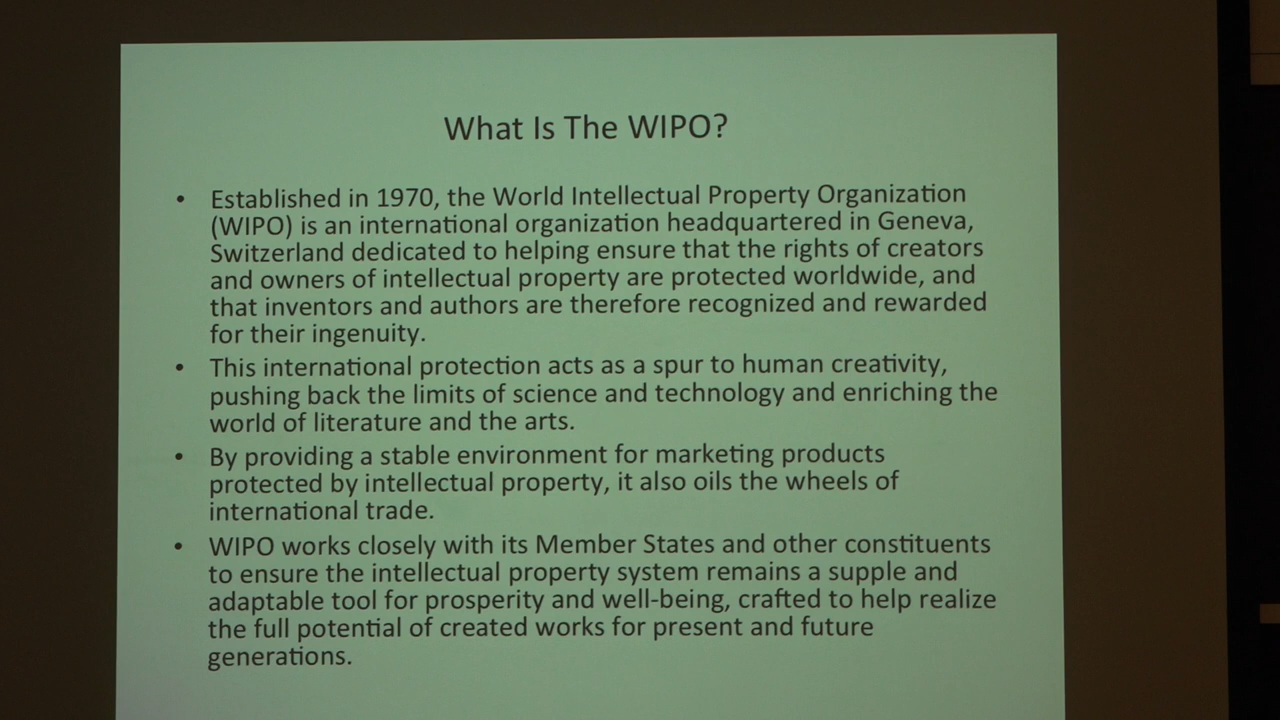 What Is The WIPO?
• Established in 1970, the World Intellectual Property Organization
(WIPO) is an international organization headquartered in Geneva,
Switzerland dedicated to helping ensure that the rights of creators
and owners of intellectual property are protected worldwide, and
that inventors and authors are therefore recognized and rewarded
for their ingenuity.
• This international protection acts as a spur to human creativity,
pushing back the limits of science and technology and enriching the
world of literature and the arts.
• By providing a stable environment for marketing products
protected by intellectual property, it also oils the wheels of
international trade.
• WIPO works closely with its Member States and other constituents
to ensure the intellectual property system remains a supple and
adaptable tool for prosperity and well-being, crafted to help realize
the full potential of created works for present and future
generations.